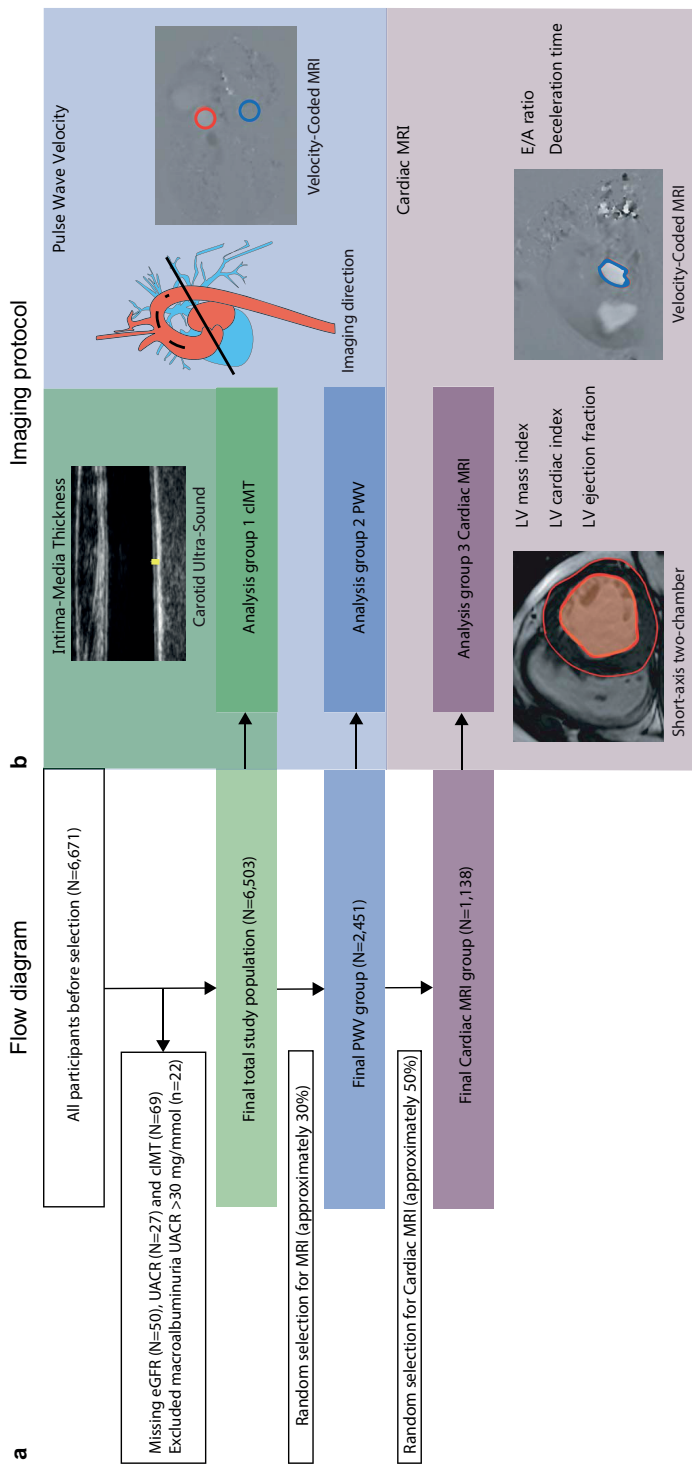 a
Flow diagram
All participants before selection (N=6,671)
Missing eGFR (N=50), UACR (N=27) and cIMT (N=69)
Excluded macroalbuminuria UACR >30 mg/mmol (n=22)
Final total study population (N=6,503)
Random selection for MRI (approximately 30%)
Final PWV group (N=2,451)
Random selection for Cardiac MRI (approximately 50%)
Final Cardiac MRI group (N=1,138)
b
Imaging protocol
Intima-Media Thickness
Carotid Ultra-Sound
Analysis group 1 cIMT
Pulse Wave Velocity
Imaging direction
Velocity-Coded MRI
Analysis group 2 PWV
Cardiac MRI
Analysis group 3 Cardiac MRI
Short-axis two-chamber
LV mass index
LV cardiac index
LV ejection fraction
Velocity-Coded MRI
E/A ratio
Deceleration time